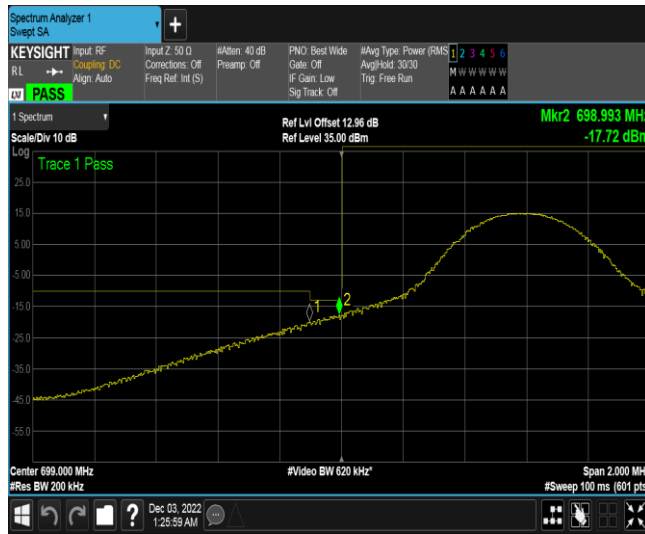 Spectrum Analyzer 1
Swept SA
+
KEYSIGHT Input: RF Input Z: 50 Ω #Atten: 40 dB PNO: Best Wide #Avg Type: Power (RMS 1 2 3 4 5 6
RL Coupling: DC Corrections: Off Preamp: Off Gate: Off Avg|Hold: 30/30 M W W W W W
Align: Auto Freq Ref: Int (S) IF Gain: Low Trig: Free Run
LXI PASS Sig Track: Off A A A A A A
1 Spectrum Ref Lvl Offset 12.96 dB Mkr2 698.993 MHz
Scale/Div 10 dB Ref Level 35.00 dBm -17.72 dBm
Log
Trace 1 Pass
25.0
15.0
5.00
-5.00
-15.0
1 2
-25.0
-35.0
-45.0
-55.0
Center 699.000 MHz #Video BW 620 kHz* Span 2.000 MH
#Res BW 200 kHz #Sweep 100 ms (601 pts
? Dec 03, 2022
1:25:59 AM